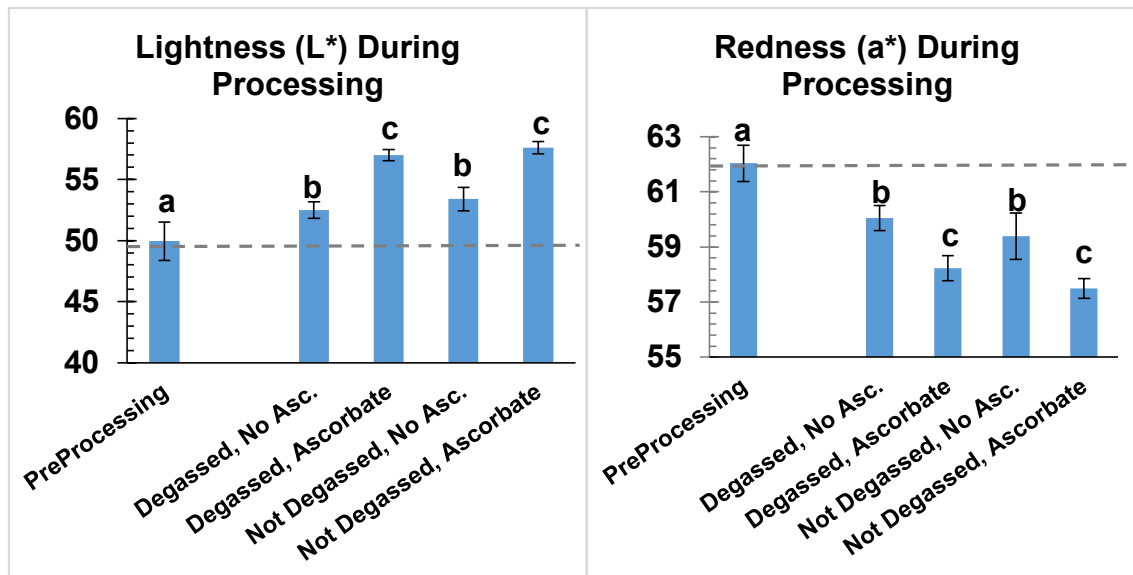 Lightness (L*) During
Processing
60
55
50
45
40
a
b
c
b
c
PreProcessing
Degassed, No Asc.
Degassed, Ascorbate
Not Degassed, No Asc.
Not Degassed, Ascorbate
Redness (a*) During
Processing
63
61
59
57
55
a
b
c
b
c
PreProcessing
Degassed, No Asc.
Degassed, Ascorbate
Not Degassed, No Asc.
Not Degassed, Ascorbate